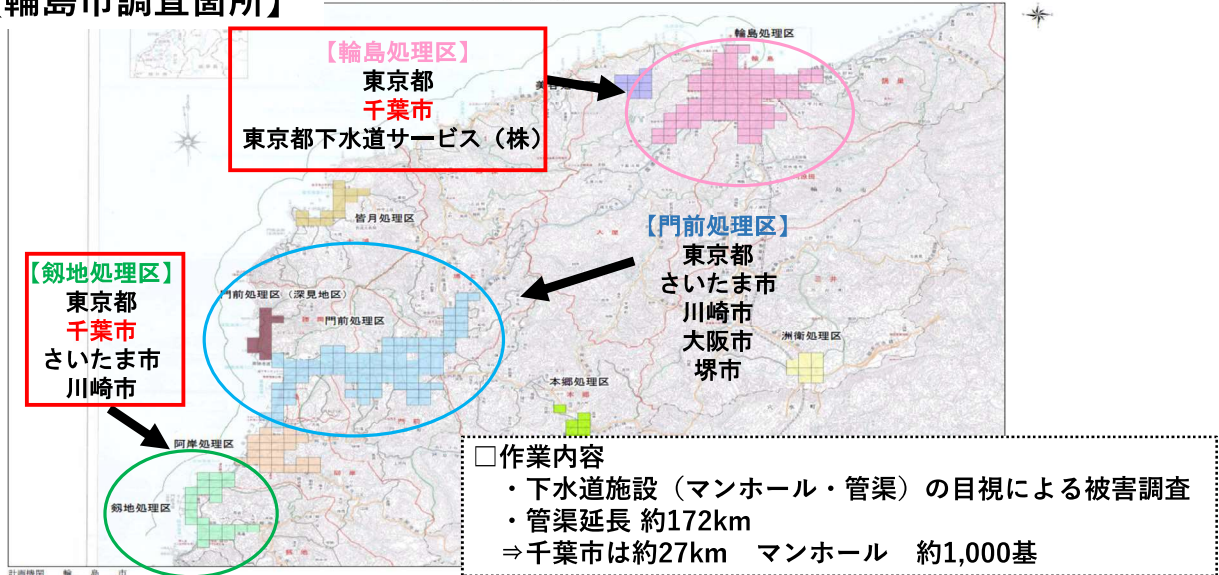 【輪島市調査箇所】
【輪島処理区】
東京都
千葉市
東京都下水道サービス（株）
輪島処理区
皆月処理区
【門前処理区】
東京都
さいたま市
川崎市
大阪市
堺市
【剱地処理区】
東京都
千葉市
さいたま市
川崎市
門前処理区（深見地区）
門前処理区
洲衛処理区
本郷処理区
阿岸処理区
剱地処理区
□作業内容
・下水道施設（マンホール・管渠）の目視による被害調査
・管渠延長 約172km
⇒千葉市は約27km　マンホール　約1,000基
計画機関　輪　島　市